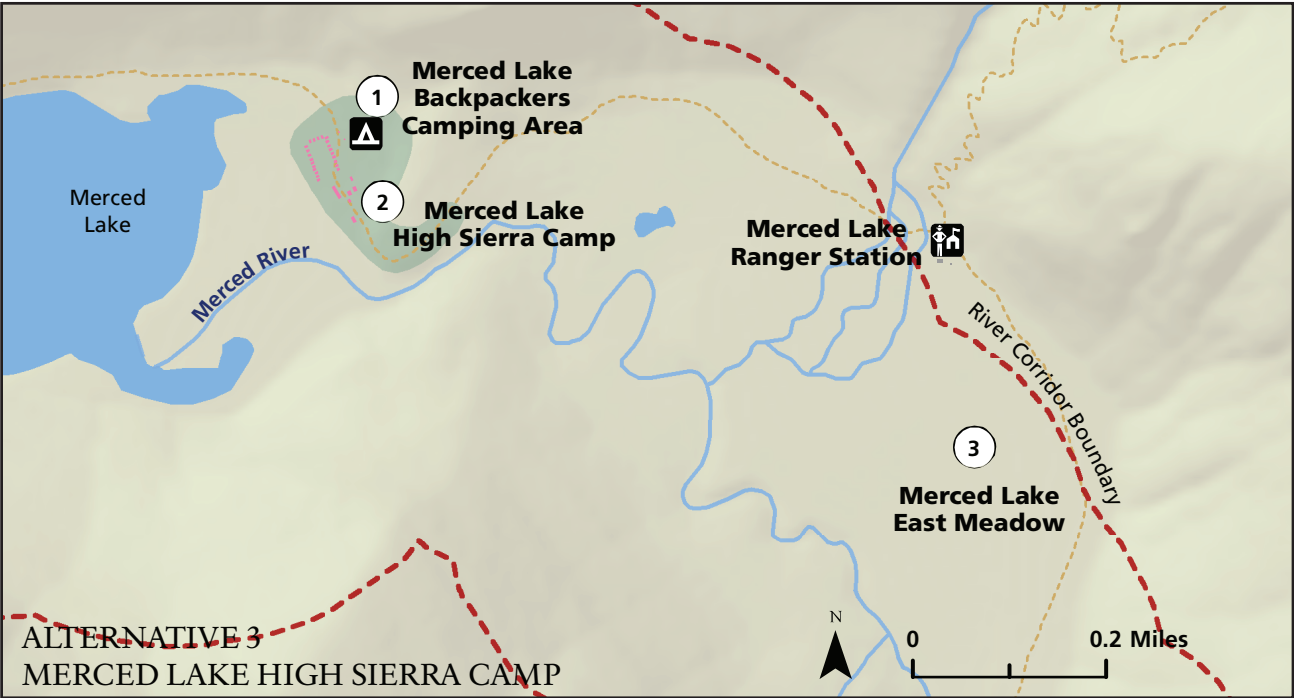 1
Merced Lake
Backpackers
Camping Area
Merced
Lake
2
Merced Lake
High Sierra Camp
Merced River
Merced Lake
Ranger Station
River Corridor Boundary
3
Merced Lake
East Meadow
N
0
0.2 Miles
ALTERNATIVE 3
MERCED LAKE HIGH SIERRA CAMP